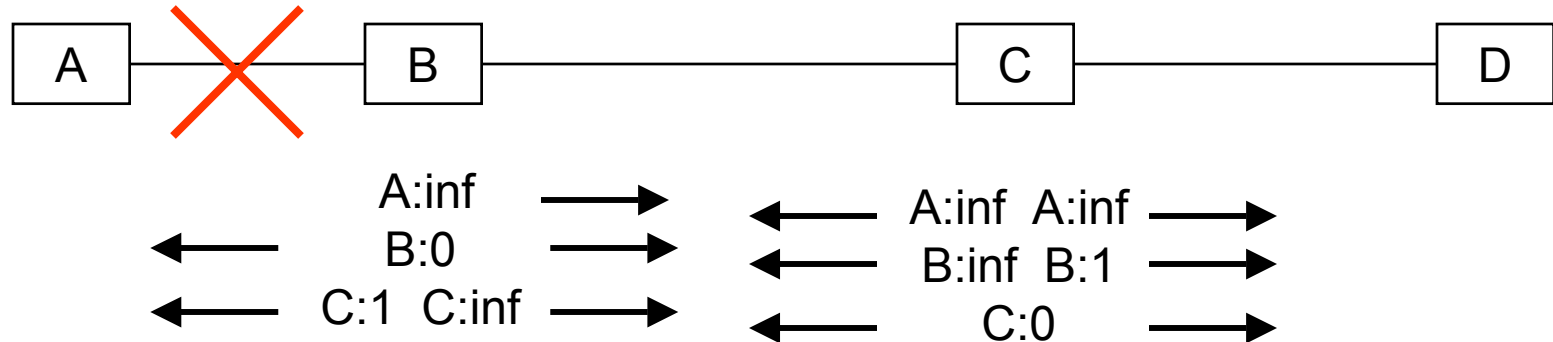 A B C D
A:inf A:inf A:inf
B:0 B:inf B:1
C:1 C:inf C:0